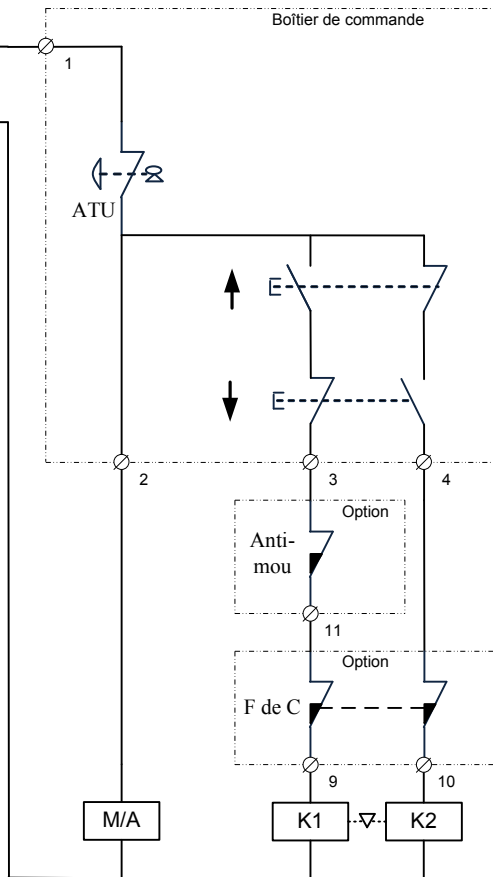 Boîtier de commande
1
ATU
2
3
4
Option
Anti-
mou
11
Option
F de C
9
10
M/A
K1
K2